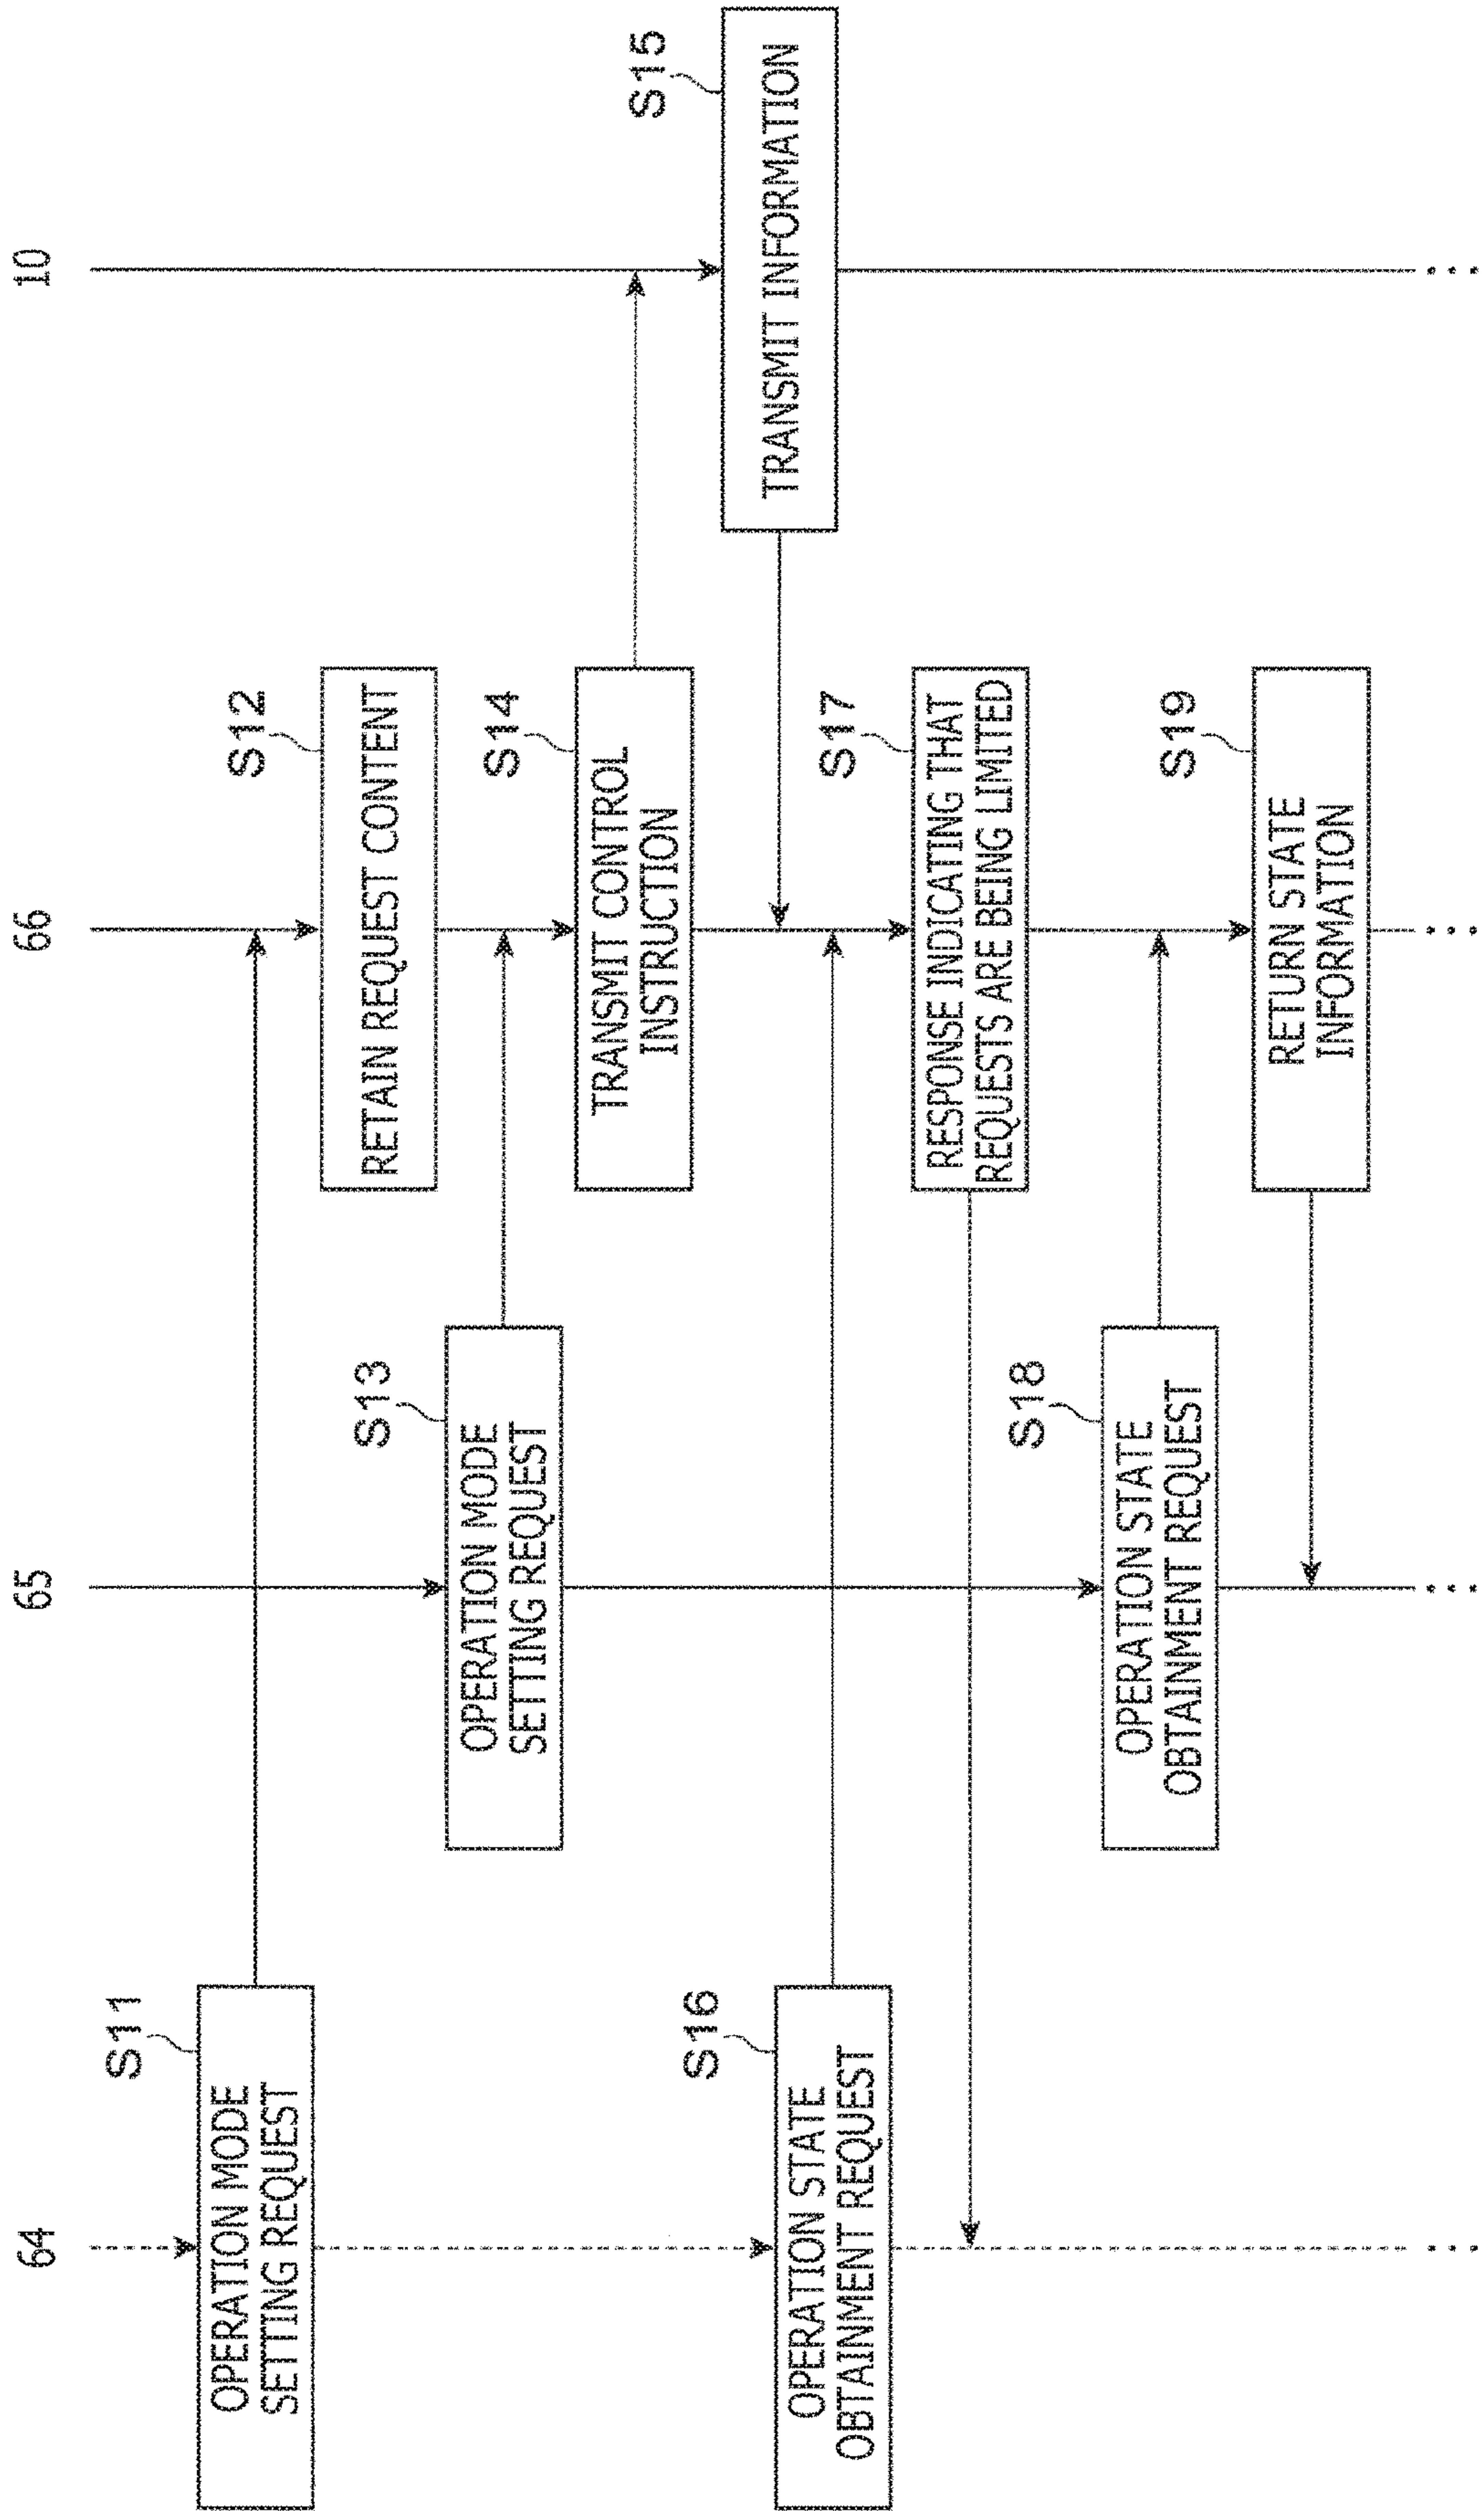 64
65
66
10
S11
OPERATION MODE
SETTING REQUEST
S12
RETAIN REQUEST CONTENT
S13
OPERATION MODE
SETTING REQUEST
S14
TRANSMIT CONTROL
INSTRUCTION
S15
TRANSMIT INFORMATION
S16
OPERATION STATE
OBTAINMENT REQUEST
S17
RESPONSE INDICATING THAT
REQUESTS ARE BEING LIMITED
S18
OPERATION STATE
OBTAINMENT REQUEST
S19
RETURN STATE
INFORMATION